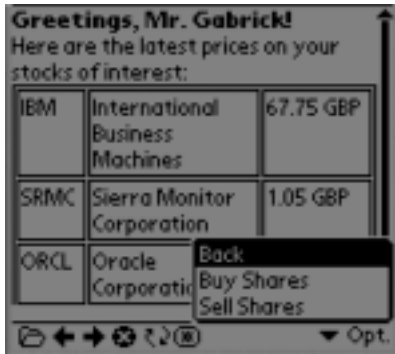 Greetings, Mr. Gabrick!
Here are the latest prices on your
stocks of interest:
IBM International 67.75 GBP
Business
Machines
SRMC Sierra Monitor 1.05 GBP
Corporation
ORCL Oracle
Corporatic
Back
Buy Shares
Sell Shares
Opt.